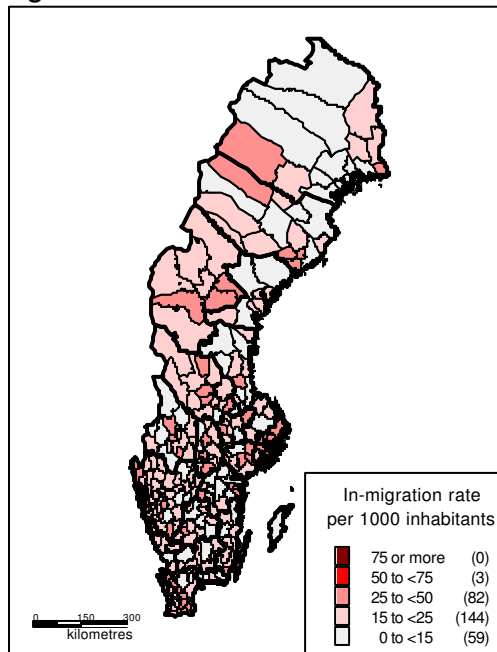 In-migration rate
per 1000 inhabitants
75 or more (0)
50 to <75 (3)
25 to <50 (82)
15 to <25 (144)
0 to <15 (59)
0 150 300
kilometres